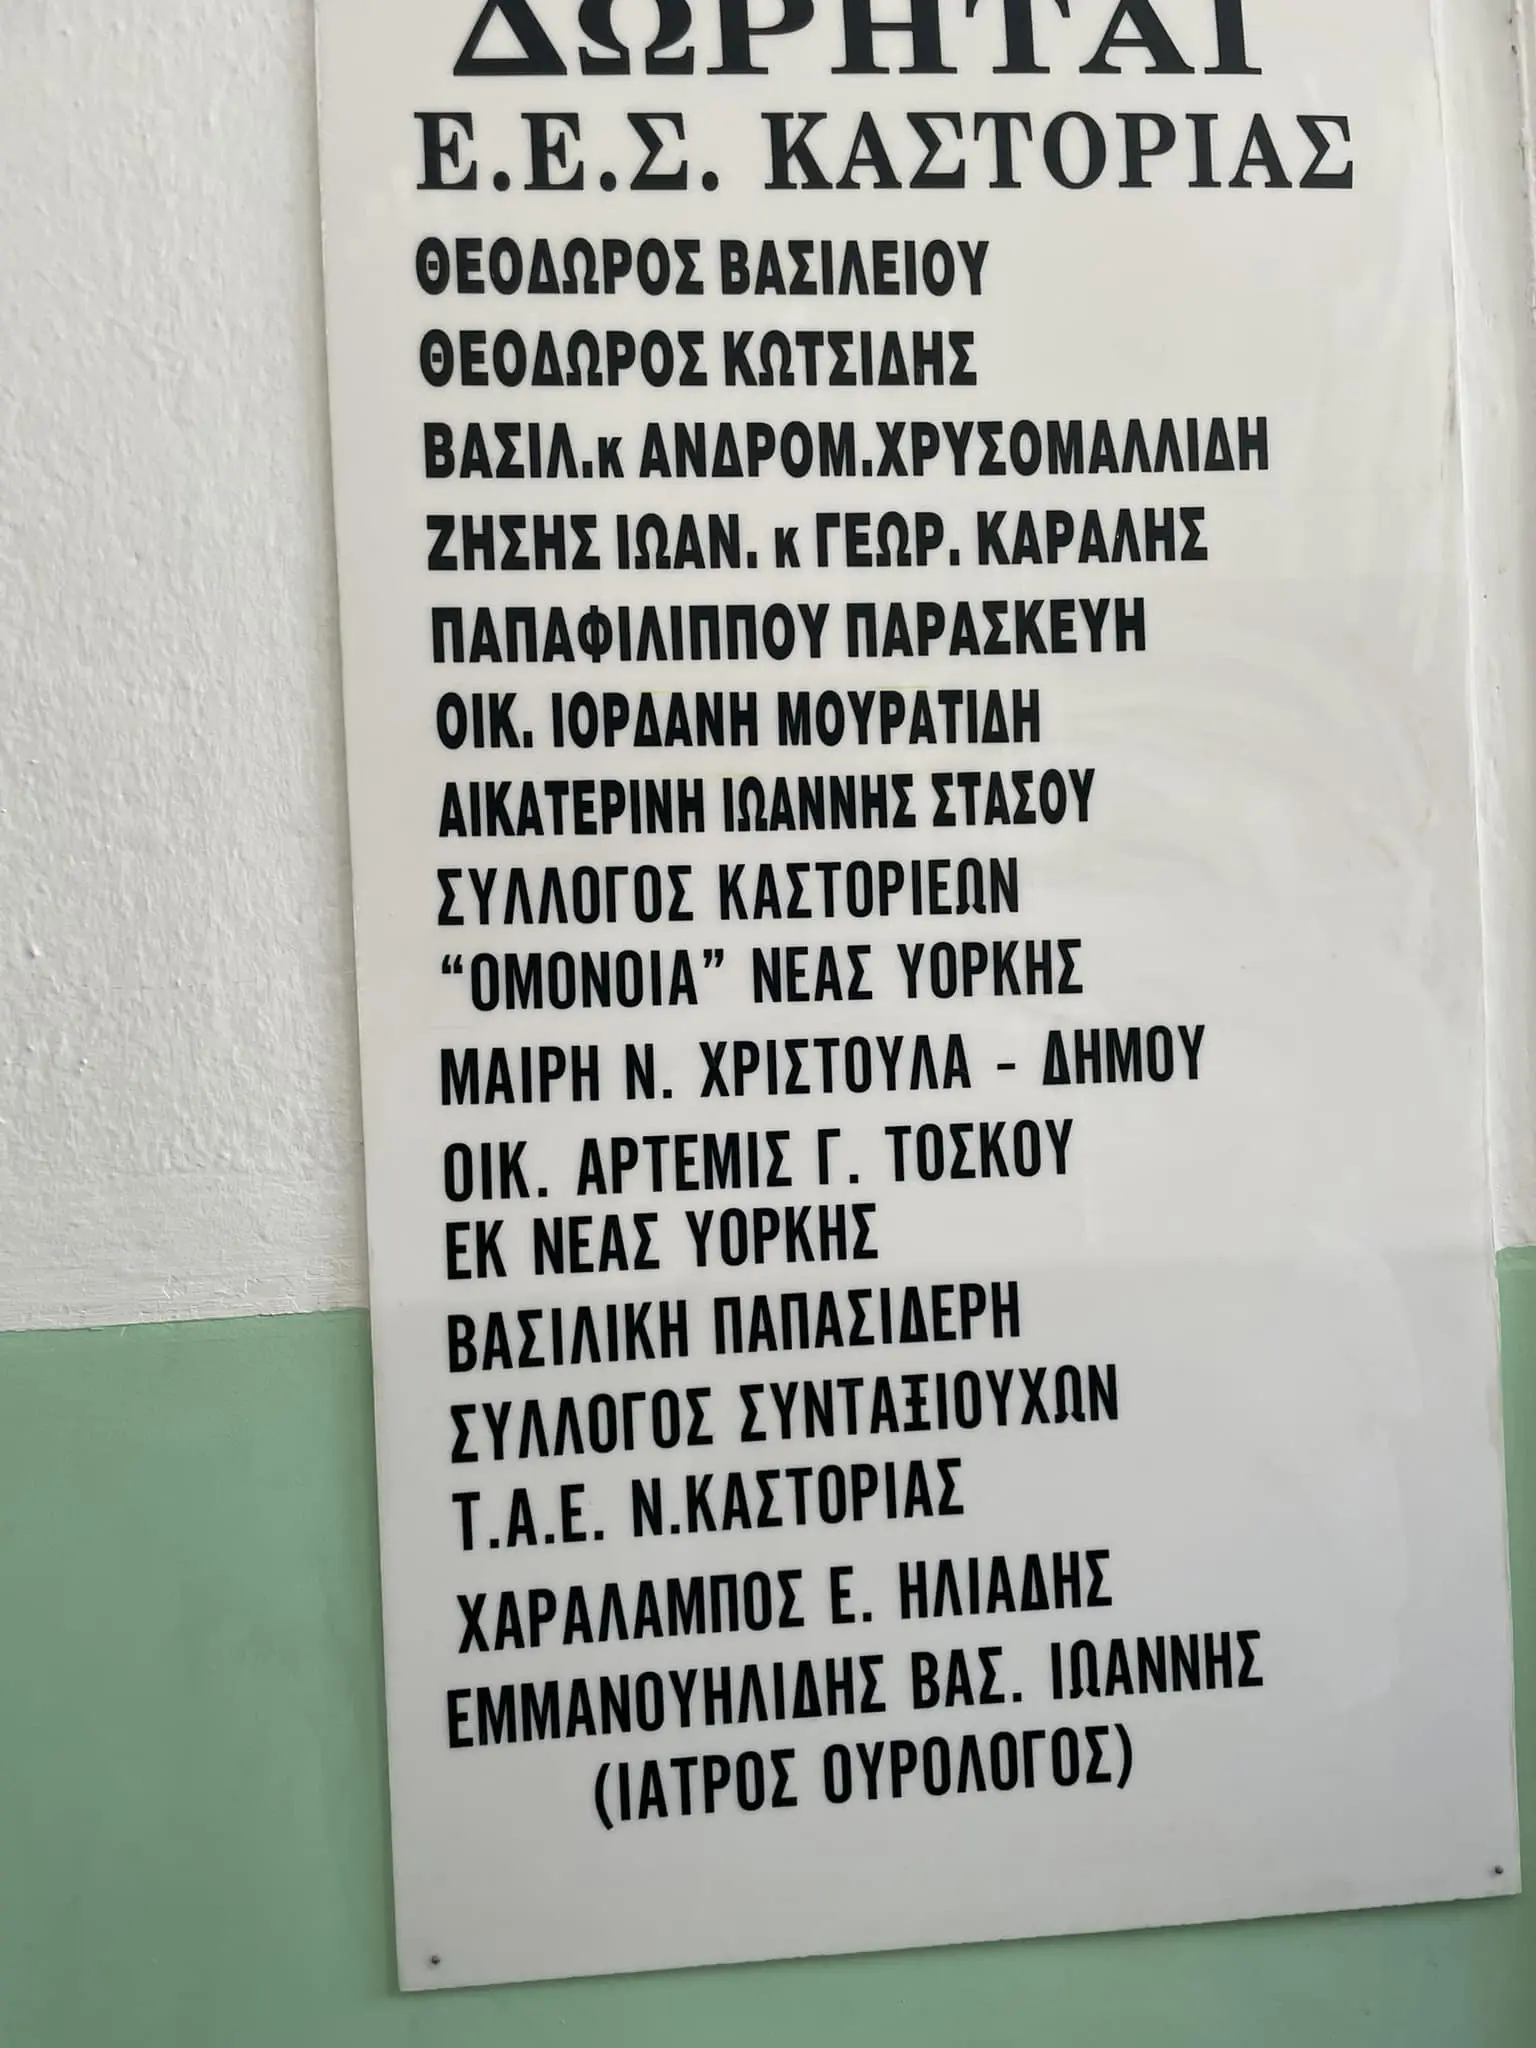 ΔΩΡΗΤΑΙ
Ε.Ε.Σ. ΚΑΣΤΟΡΙΑΣ
ΘΕΟΔΩΡΟΣ ΒΑΣΙΛΕΙΟΥ
ΘΕΟΔΩΡΟΣ ΚΩΤΣΙΔΗΣ
ΒΑΣΙΛ.κ ΑΝΔΡΟΜ.ΧΡΥΣΟΜΑΛΛΙΔΗ
ΖΗΣΗΣ ΙΩΑΝ. κ ΓΕΩΡ. ΚΑΡΑΛΗΣ
ΠΑΠΑΦΙΛΙΠΠΟΥ ΠΑΡΑΣΚΕΥΗ
ΟΙΚ. ΙΟΡΔΑΝΗ ΜΟΥΡΑΤΙΔΗ
ΑΙΚΑΤΕΡΙΝΗ ΙΩΑΝΝΗΣ ΣΤΑΣΟΥ
ΣΥΛΛΟΓΟΣ ΚΑΣΤΟΡΙΕΩΝ
“ΟΜΟΝΟΙΑ” ΝΕΑΣ ΥΟΡΚΗΣ
ΜΑΙΡΗ Ν. ΧΡΙΣΤΟΥΛΑ - ΔΗΜΟΥ
ΟΙΚ. ΑΡΤΕΜΙΣ Γ. ΤΟΣΚΟΥ
ΕΚ ΝΕΑΣ ΥΟΡΚΗΣ
ΒΑΣΙΛΙΚΗ ΠΑΠΑΣΙΔΕΡΗ
ΣΥΛΛΟΓΟΣ ΣΥΝΤΑΞΙΟΥΧΩΝ
Τ.Α.Ε. Ν.ΚΑΣΤΟΡΙΑΣ
ΧΑΡΑΛΑΜΠΟΣ Ε. ΗΛΙΑΔΗΣ
ΕΜΜΑΝΟΥΗΛΙΔΗΣ ΒΑΣ. ΙΩΑΝΝΗΣ
(ΙΑΤΡΟΣ ΟΥΡΟΛΟΓΟΣ)